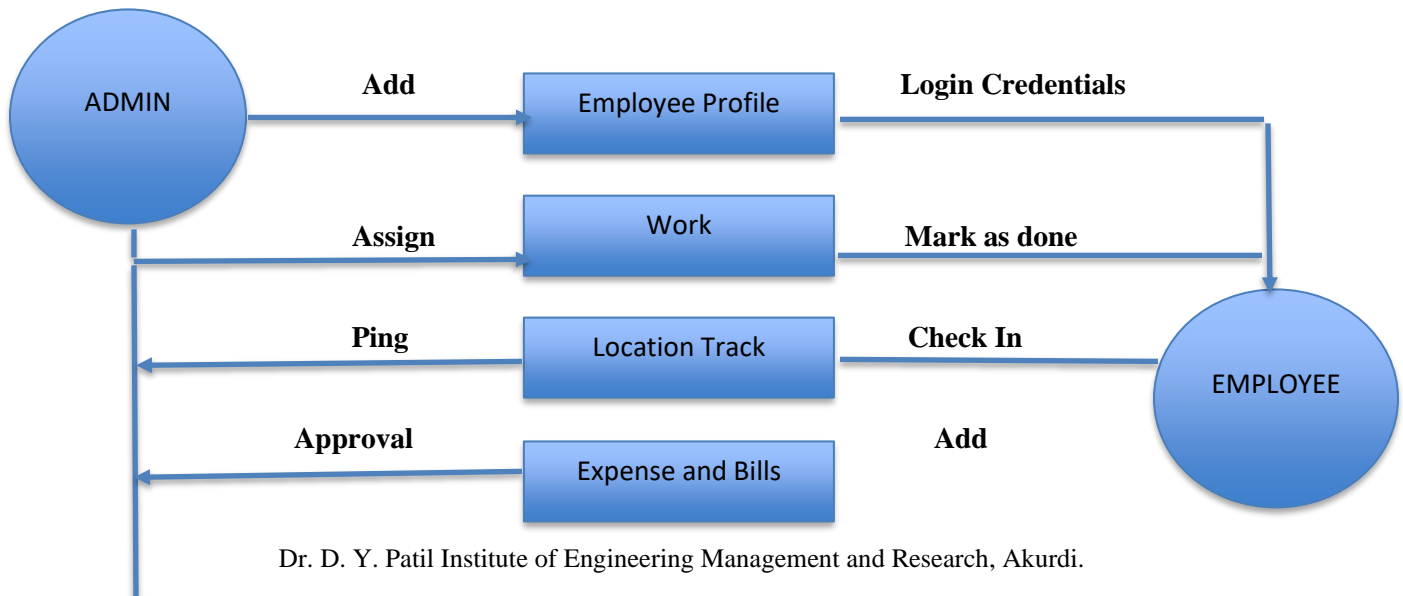 ADMIN
Add
Employee Profile
Login Credentials
Assign
Work
Mark as done
Ping
Location Track
Check In
EMPLOYEE
Approval
Expense and Bills
Add
Dr. D. Y. Patil Institute of Engineering Management and Research, Akurdi.